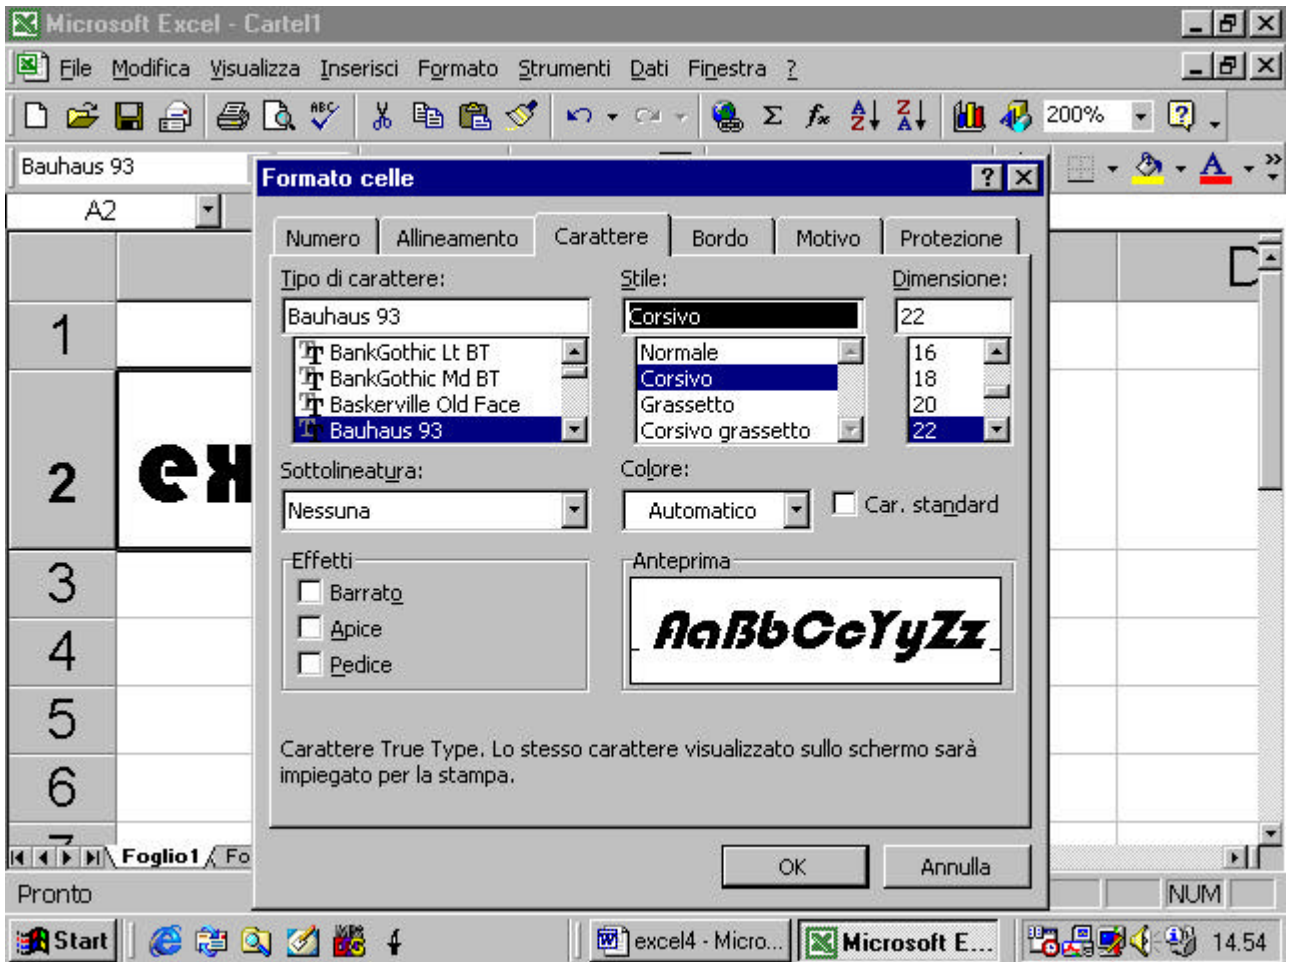 Microsoft Excel - Cartel1
File Modifica Visualizza Inserisci Formato Strumenti Dati Finestra ?
ABC
200%
Bauhaus 93
A2
Formato celle
Numero Allineamento Carattere Bordo Motivo Protezione
Tipo di carattere: Stile: Dimensione:
Bauhaus 93 Corsivo 22
BankGothic Lt BT Normale 16
BankGothic Md BT Corsivo 18
Baskerville Old Face Grassetto 20
Bauhaus 93 Corsivo grassetto 22
Sottolineatura: Colore:
Nessuna Automatico Car. standard
Effetti Anteprima
Barrato
Apice
Pedice
AaBbCcYyZz
Carattere True Type. Lo stesso carattere visualizzato sullo schermo sarà
impiegato per la stampa.
OK Annulla
D
1
2 ex
3
4
5
6
7
Foglio1 Fo
Pronto NUM
Start excel4 - Micro... Microsoft E... 14.54